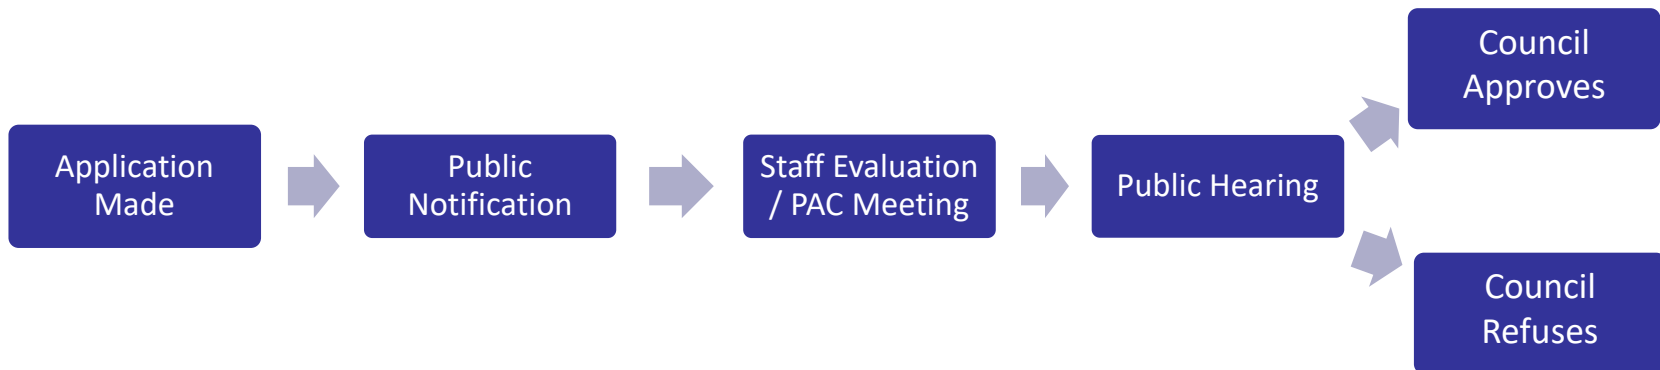 Application
Made
Public
Notification
Staff Evaluation
/ PAC Meeting
Public Hearing
Council
Approves
Council
Refuses